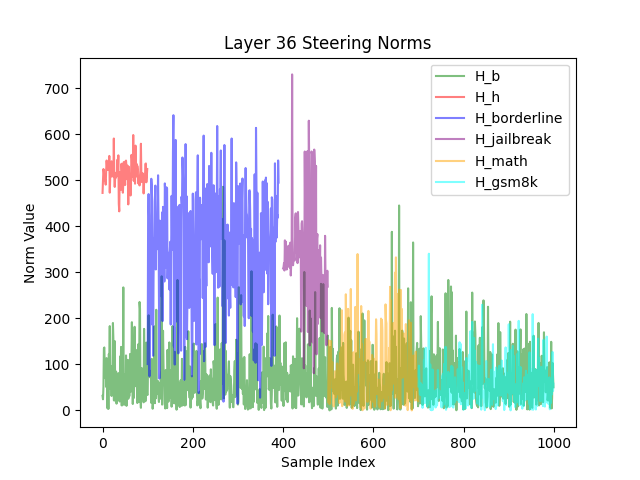 Layer 36 Steering Norms
Norm Value
700
600
500
400
300
200
100
0
0
200
400
600
800
1000
Sample Index
H_b
H_h
H_borderline
H_jailbreak
H_math
H_gsm8k